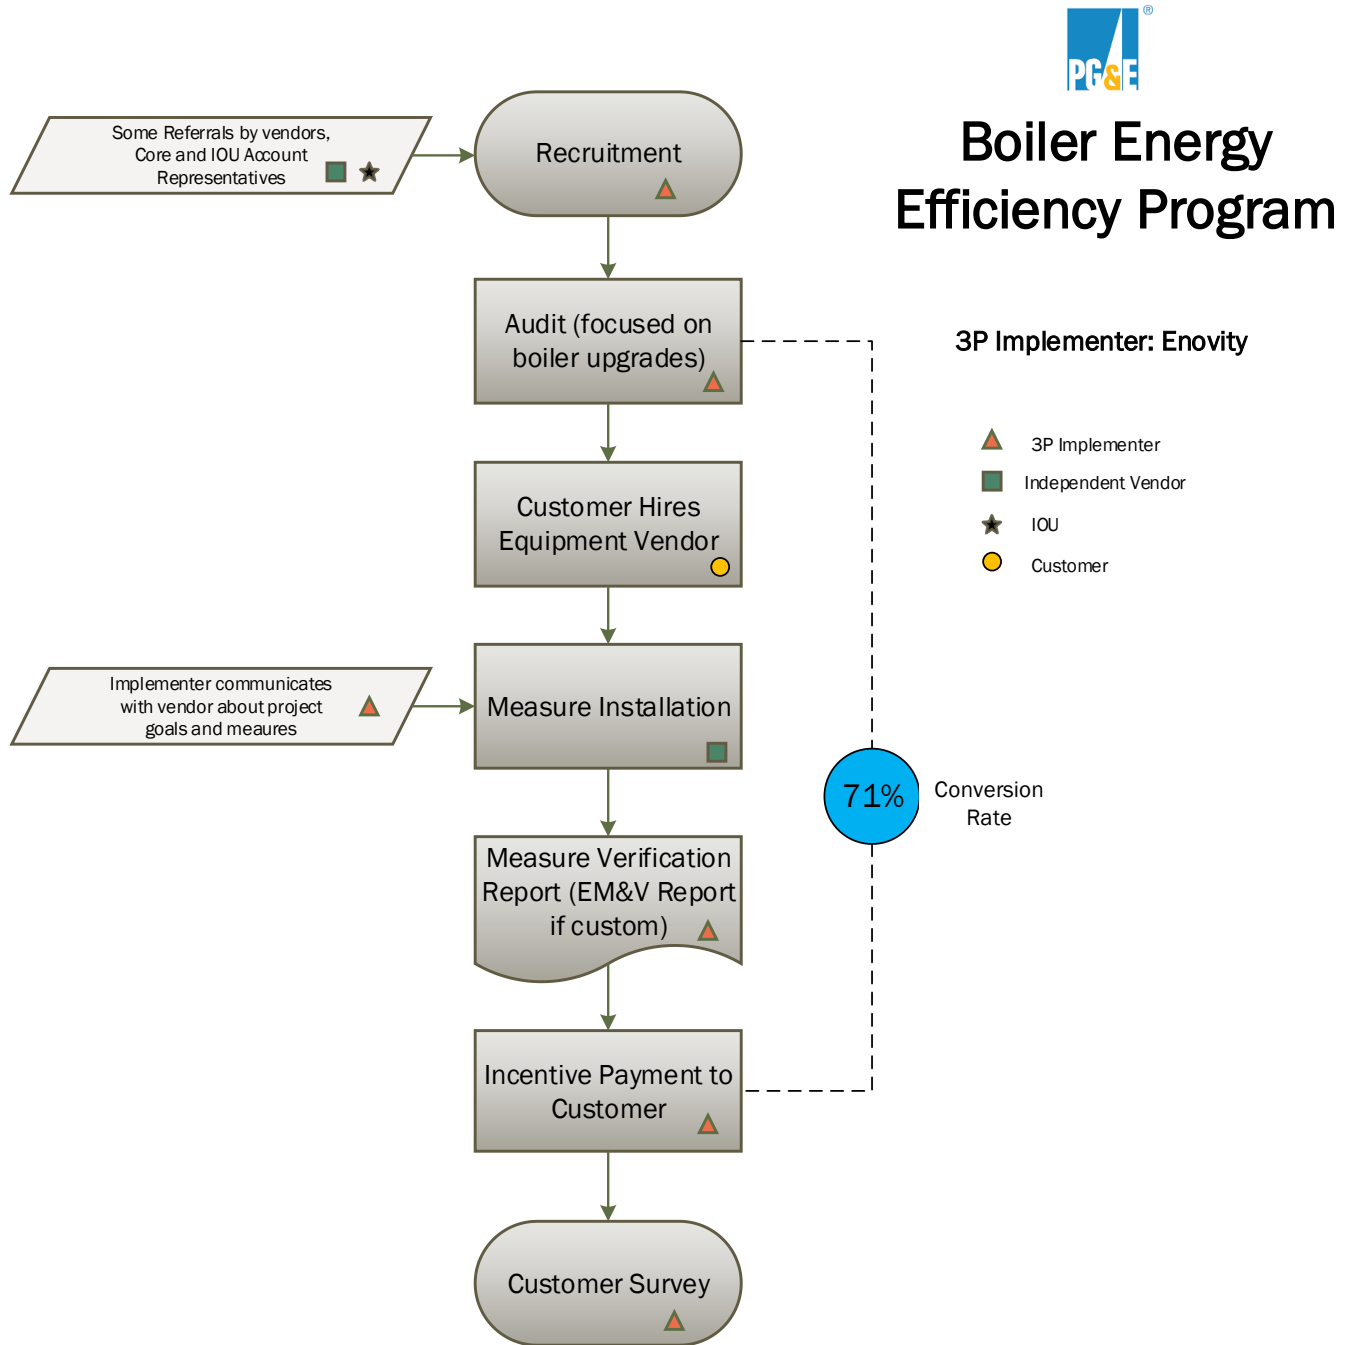 PG&E
®
Boiler Energy
Efficiency Program
Some Referrals by vendors,
Core and IOU Account
Representatives
Recruitment
Audit (focused on
boiler upgrades)
3P Implementer: Enovity
3P Implementer
Independent Vendor
IOU
Customer
Customer Hires
Equipment Vendor
Implementer communicates
with vendor about project
goals and meaures
Measure Installation
71%
Conversion
Rate
Measure Verification
Report (EM&V Report
if custom)
Incentive Payment to
Customer
Customer Survey